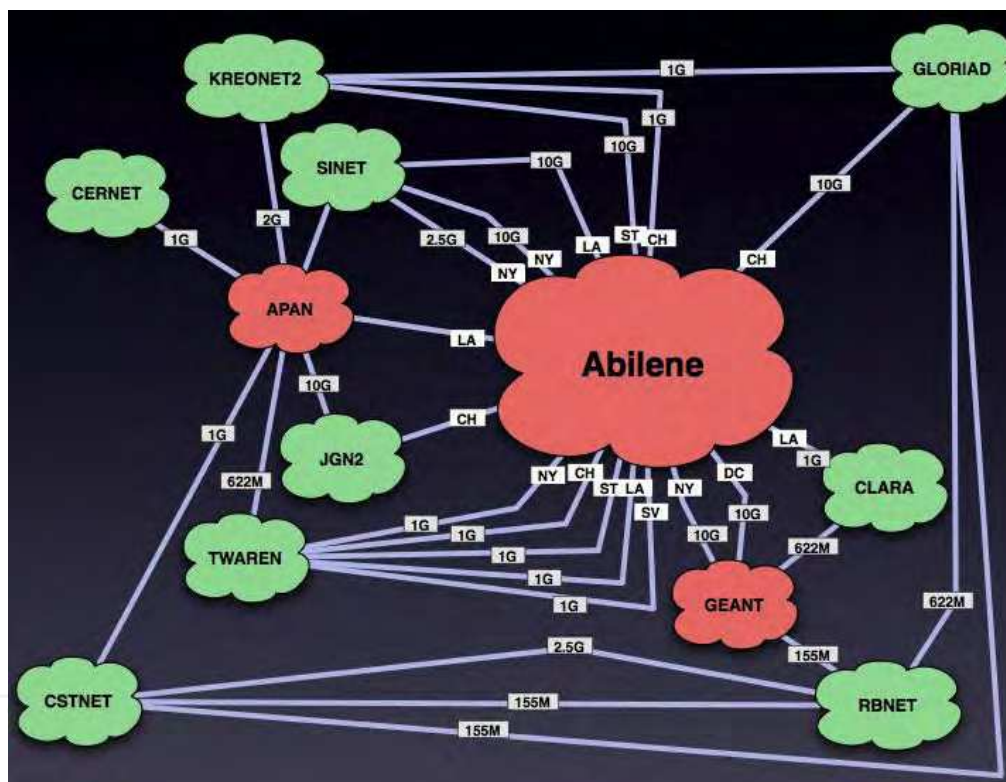 KREONET2
1G
GLORIAD
1G
10G
SINET
10G
10G
CERNET
2G
1G
2.5G
10G
ST
CH
LA
NY
NY
CH
APAN
LA
Abilene
10G
CH
1G
JGN2
LA
1G
622M
NY
CH
ST
LA
SV
NY
DC
CLARA
1G
1G
10G
10G
622M
TWAREN
1G
1G
1G
GEANT
622M
2.5G
155M
CSTNET
155M
RBNET
155M